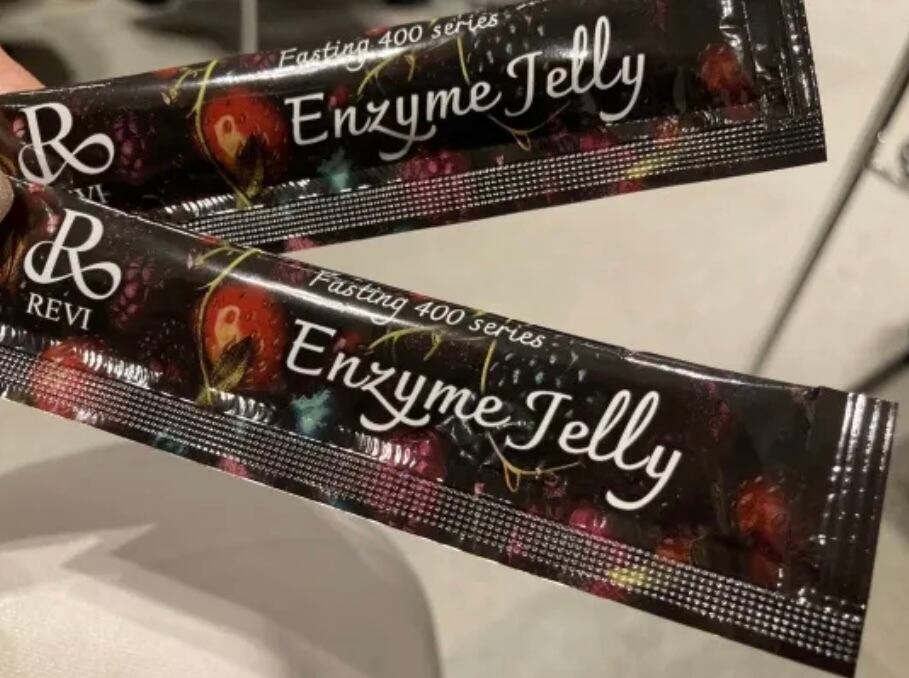 Fasting 400 series
Enzyme Jelly
R
R
REVI
Fasting 400 series
Enzyme Jelly